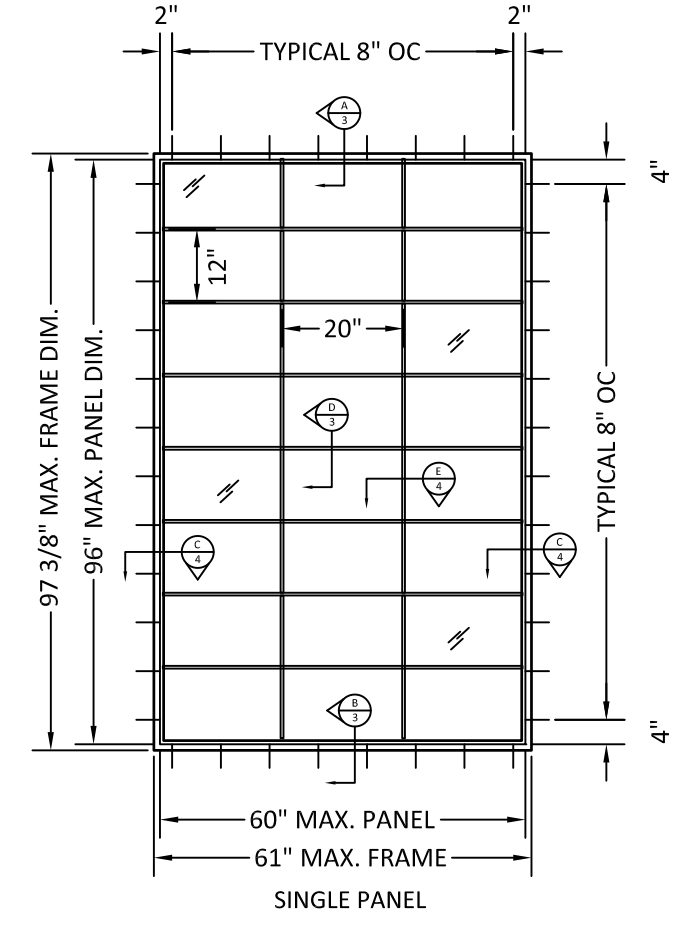 2" 2"
TYPICAL 8" OC
A
3
4"
12"
20"
97 3/8" MAX. FRAME DIM.
96" MAX. PANEL DIM.
TYPICAL 8" OC
D
3
E
4
C
4
C
4
B
3
4"
60" MAX. PANEL
61" MAX. FRAME
SINGLE PANEL